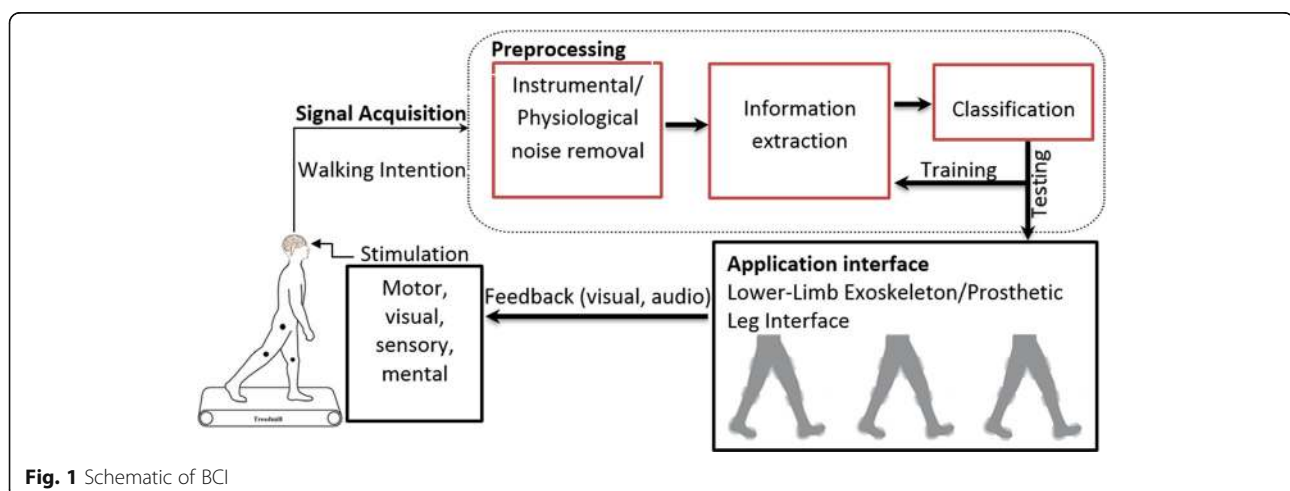 Preprocessing
Instrumental/
Physiological
noise removal
Information
extraction
Classification
Signal Acquisition
Walking Intention
Training
Testing
Stimulation
Motor,
visual,
sensory,
mental
Feedback (visual, audio)
Application interface
Lower-Limb Exoskeleton/Prosthetic
Leg Interface
Treadmill
Fig. 1 Schematic of BCI